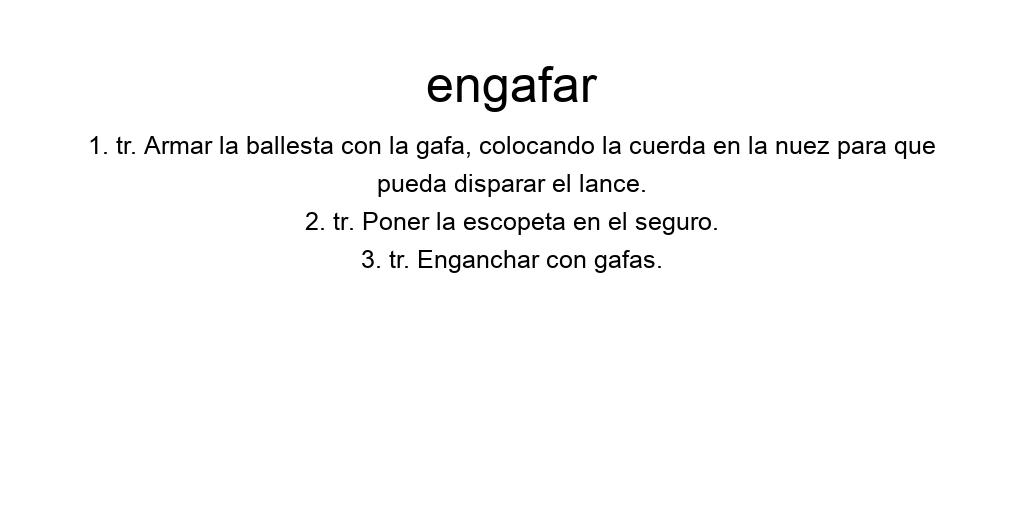 engafar
1. tr. Armar la ballesta con la gafa, colocando la cuerda en la nuez para que
pueda disparar el lance.
2. tr. Poner la escopeta en el seguro.
3. tr. Enganchar con gafas.